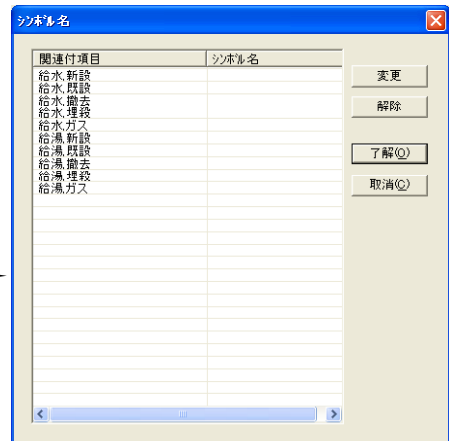 シンボル名
関連付項目 シンボル名
給水,新設
給水,既設
給水,撤去
給水,埋殺
給水,ガス
給湯,新設
給湯,既設
給湯,撤去
給湯,埋殺
給湯,ガス
変更
解除
了解(O)
取消(C)